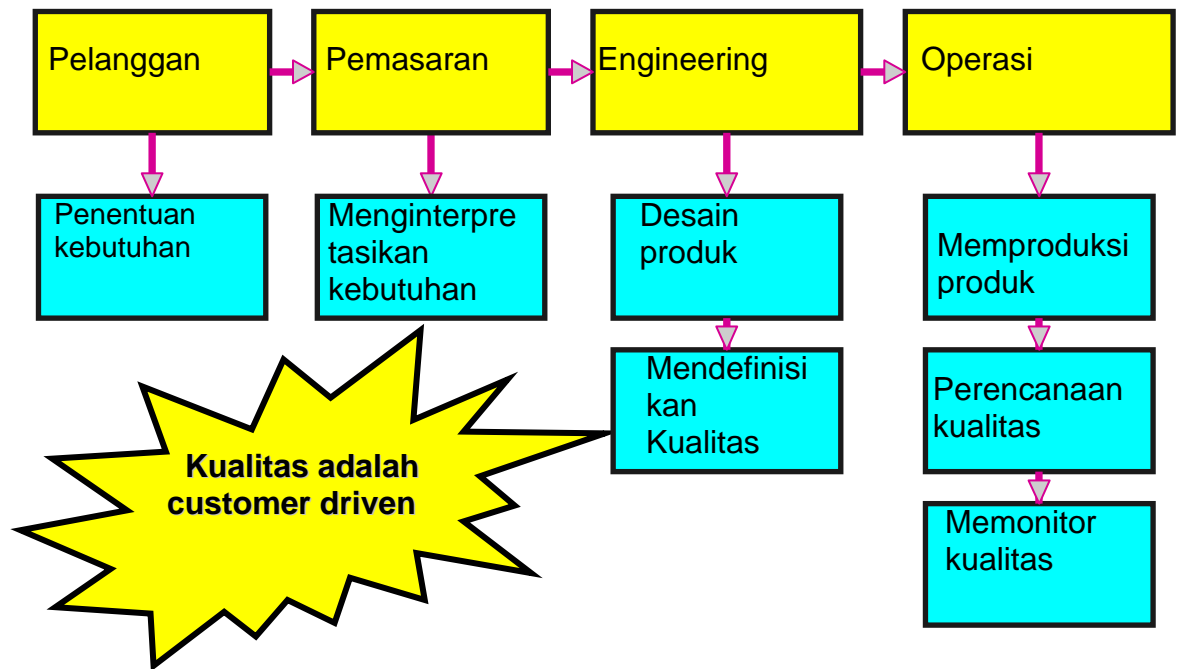 Pelanggan
Pemasaran
Engineering
Operasi
Penentuan
kebutuhan
Menginterpre
tasikan
kebutuhan
Desain
produk
Memproduksi
produk
Mendefinisi
kan
Kualitas
Perencanaan
kualitas
Kualitas adalah
customer driven
Memonitor
kualitas